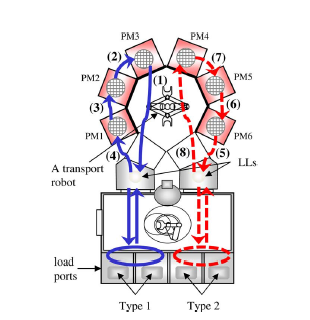 PM3
PM4
(2)
(7)
PM2
(1)
PM5
(3)
(6)
PM1
PM6
(4)
(8)
(5)
A transport
robot
LLs
load
ports
Type 1
Type 2